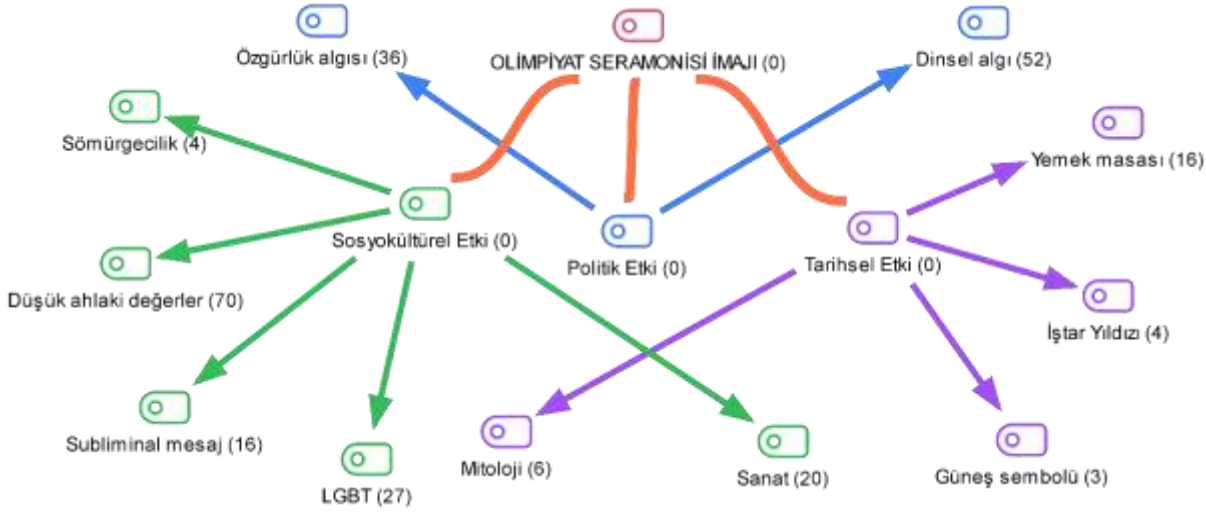 Özgürlük algısı (36)
OLİMPİYAT SERAMONİSİ İMAJI (0)
Dinsel algı (52)
Sömürgecilik (4)
Yemek masası (16)
Sosyokültürel Etki (0)
Politik Etki (0)
Tarihsel Etki (0)
Düşük ahlaki değerler (70)
İştar Yıldızı (4)
Subliminal mesaj (16)
LGBT (27)
Mitoloji (6)
Sanat (20)
Güneş sembolü (3)